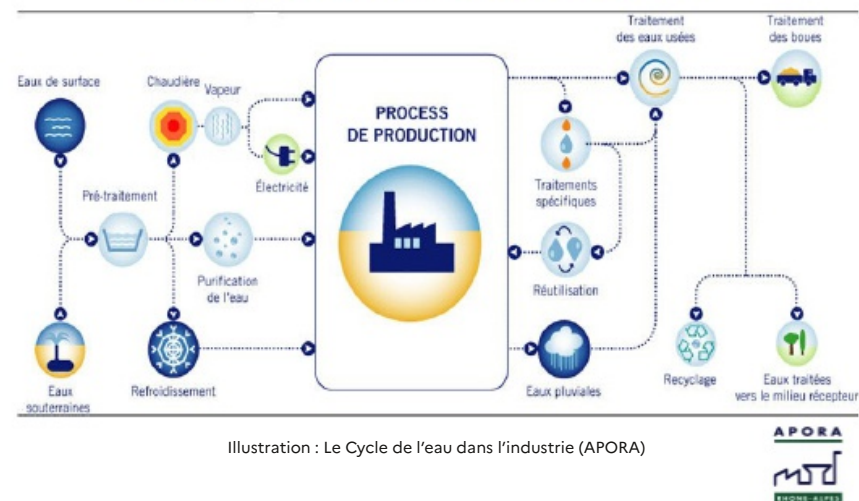 Traitement
des eaux usées
Traitement
des boues
Eaux de surface
Chaudière
Vapeur
PROCESS
DE PRODUCTION
Électricité
Traitements
spécifiques
Pré-traitement
Purification
de l'eau
Réutilisation
Eaux
souterraines
Refroidissement
Eaux pluviales
Recyclage
Eaux traitées
vers le milieu récepteur
Illustration : Le Cycle de l'eau dans l'industrie (APORA)
APORA
RHÔNE-ALPES